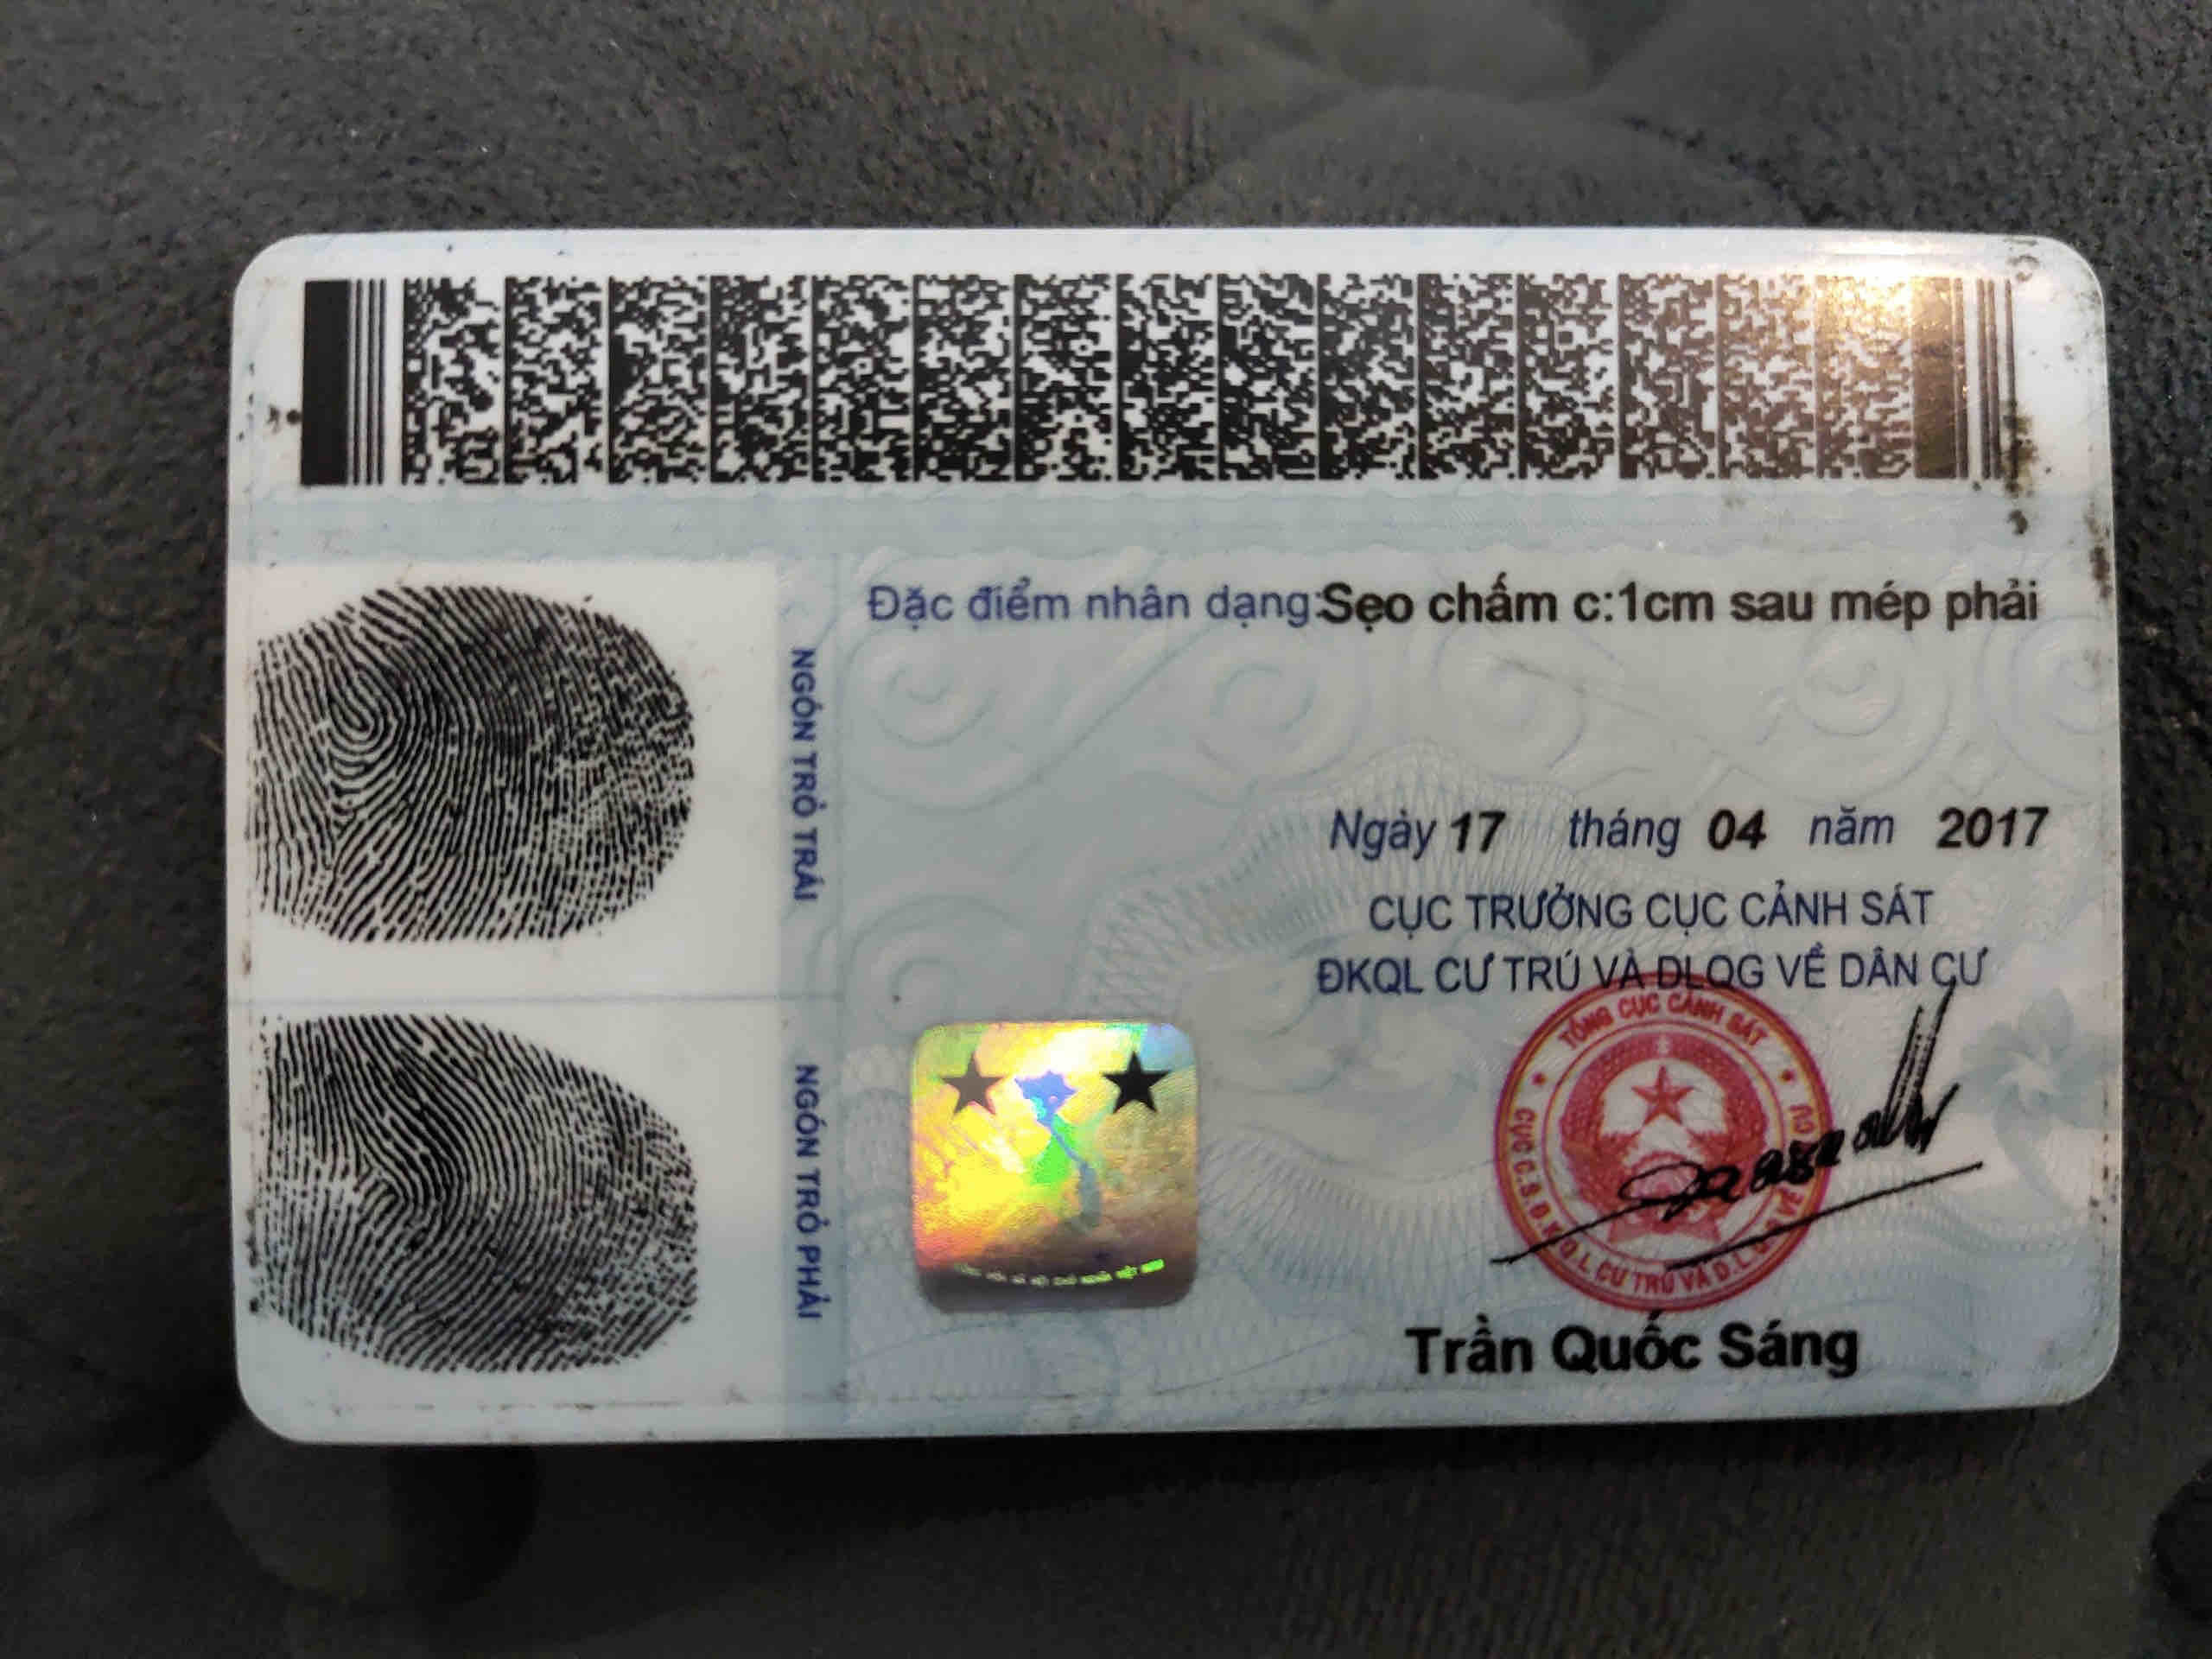 Đặc điểm nhân dạng:Sẹo chấm c:1cm sau mép phải
NGÓN TRỎ TRÁI
NGÓN TRỎ PHẢI
Ngày 17 tháng 04 năm 2017
CỤC TRƯỞNG CỤC CẢNH SÁT
ĐKQL CƯ TRÚ VÀ DLQG VỀ DÂN CƯ
TỔNG CỤC CẢNH SÁT
Trần Quốc Sáng